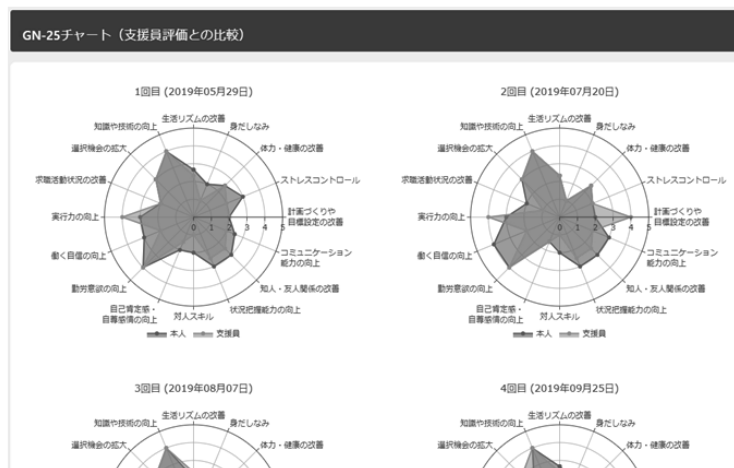 GN-25チャート（支援員評価との比較）
1回目 (2019年05月29日)
生活リズムの改善
身だしなみ
体力・健康の改善
ストレスコントロール
計画づくりや
目標設定の改善
コミュニケーション
能力の向上
知人・友人関係の改善
状況把握能力の向上
対人スキル
自己肯定感・
自尊感情の向上
勤労意欲の向上
働く自信の向上
実行力の向上
求職活動状況の改善
選択機会の拡大
知識や技術の向上
0 1 2 3 4 5
本人 支援員
2回目 (2019年07月20日)
生活リズムの改善
身だしなみ
体力・健康の改善
ストレスコントロール
計画づくりや
目標設定の改善
コミュニケーション
能力の向上
知人・友人関係の改善
状況把握能力の向上
対人スキル
自己肯定感・
自尊感情の向上
勤労意欲の向上
働く自信の向上
実行力の向上
求職活動状況の改善
選択機会の拡大
知識や技術の向上
0 1 2 3 4 5
本人 支援員
3回目 (2019年08月07日)
生活リズムの改善
知識や技術の向上
身だしなみ
選択機会の拡大
体力・健康の改善
4回目 (2019年09月25日)
生活リズムの改善
知識や技術の向上
身だしなみ
選択機会の拡大
体力・健康の改善